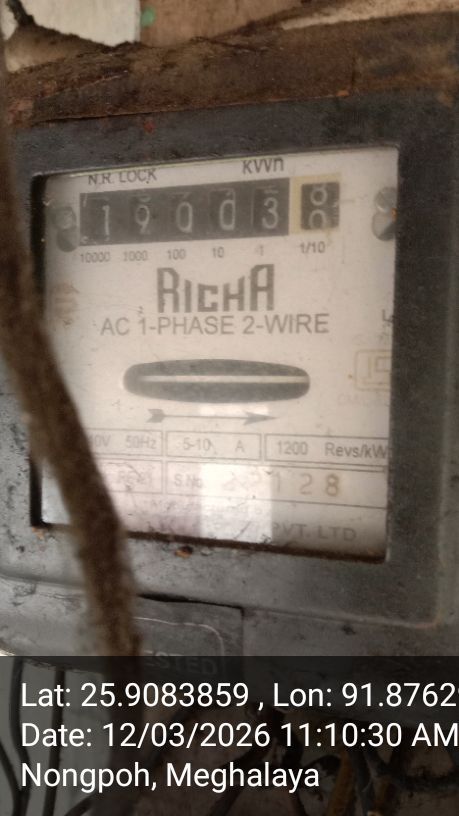 N.R. LOCK KWh
1 9 0 0 3 8
10000 1000 100 10 1 1/10
RICHA
AC 1-PHASE 2-WIRE
50Hz 5-10 A 1200 Revs/kW
S.No
PVT. LTD
TESTED
Lat: 25.9083859 , Lon: 91.8762
Date: 12/03/2026 11:10:30 AM
Nongpoh, Meghalaya